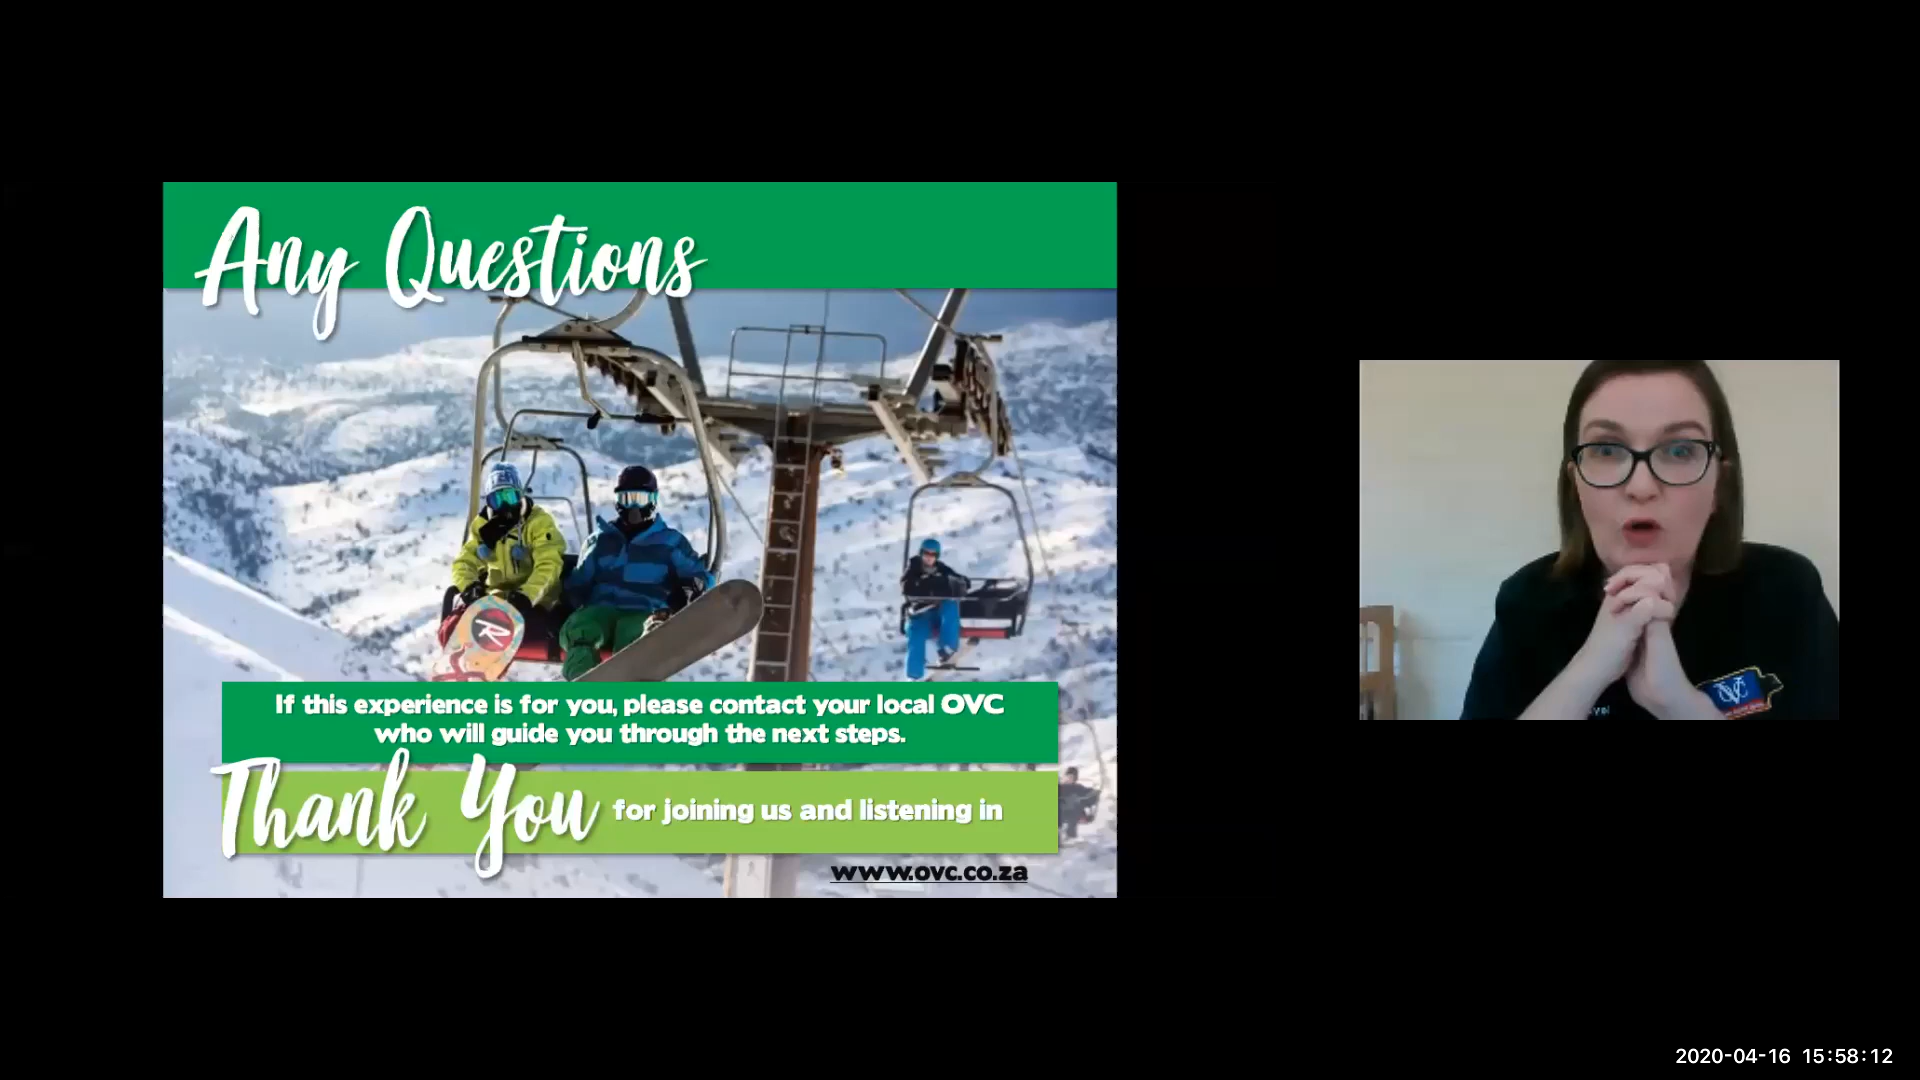 Any Questions
R
If this experience is for you, please contact your local OVC
who will guide you through the next steps.
Thank You for joining us and listening in
www.ovc.co.za
OVC
2020-04-16 15:58:12